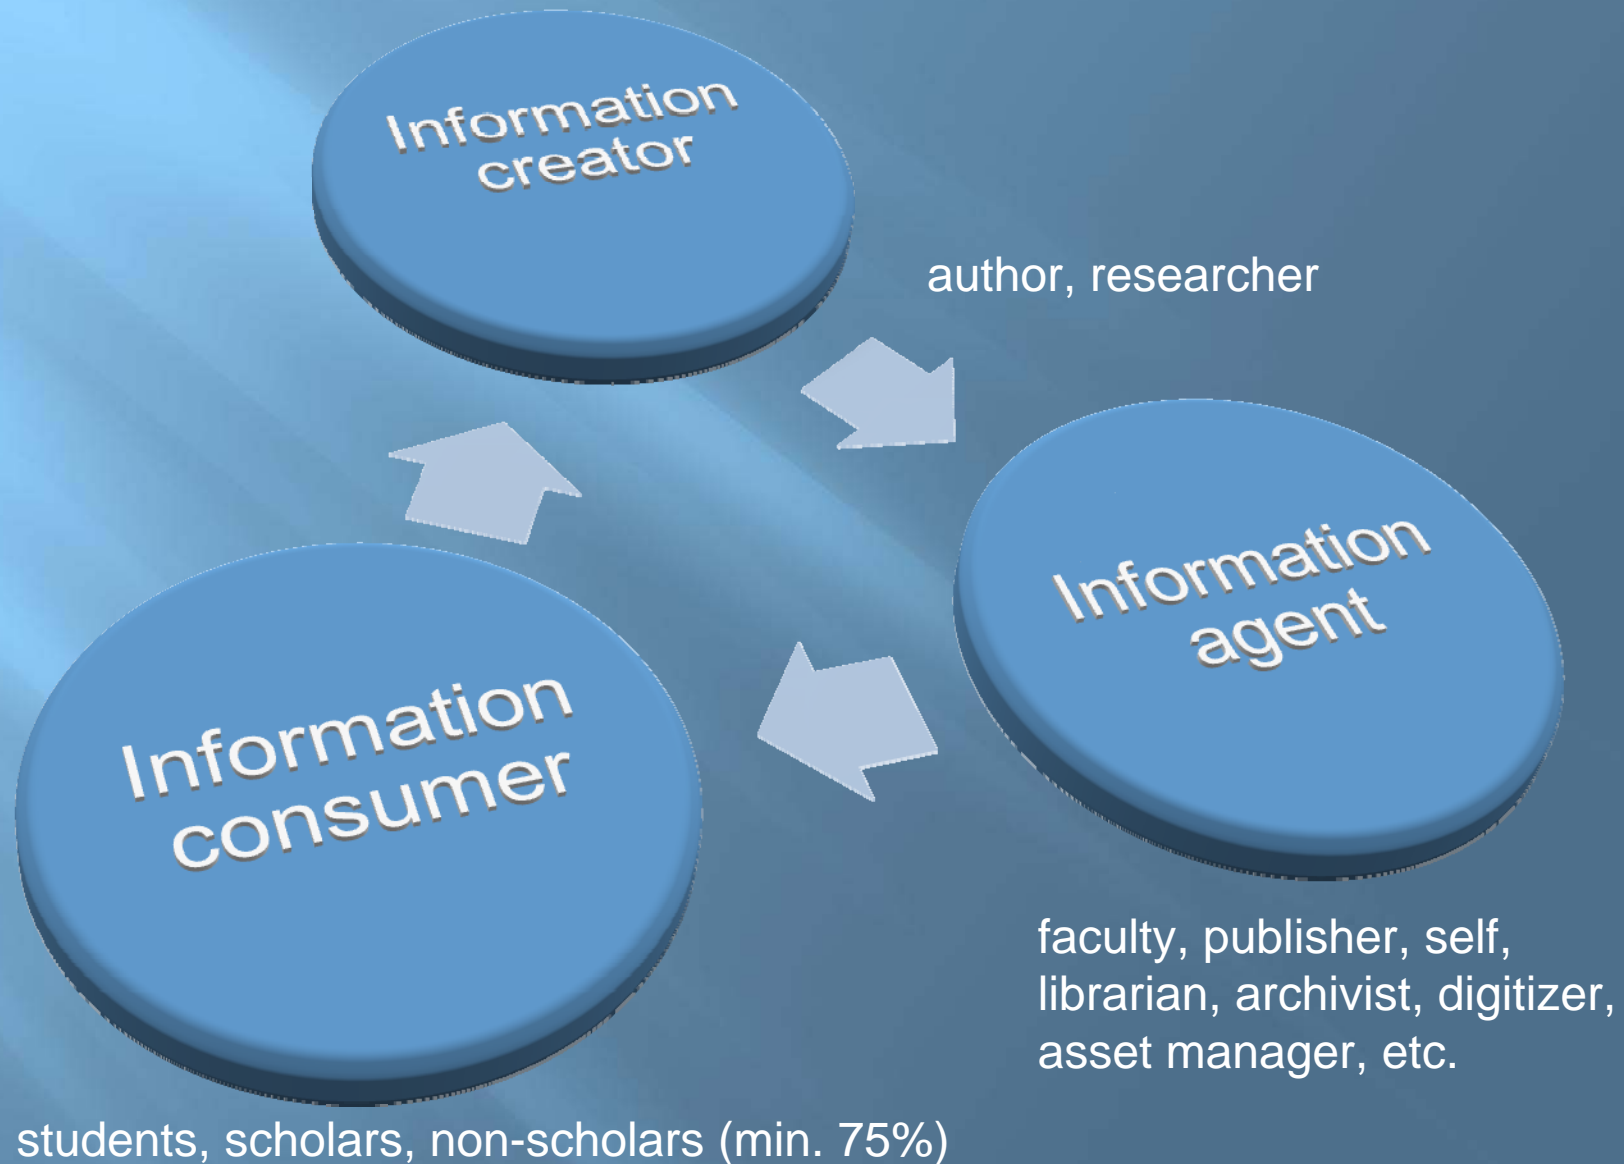 Information
creator
author, researcher
Information
agent
faculty, publisher, self,
librarian, archivist, digitizer,
asset manager, etc.
Information
consumer
students, scholars, non-scholars (min. 75%)